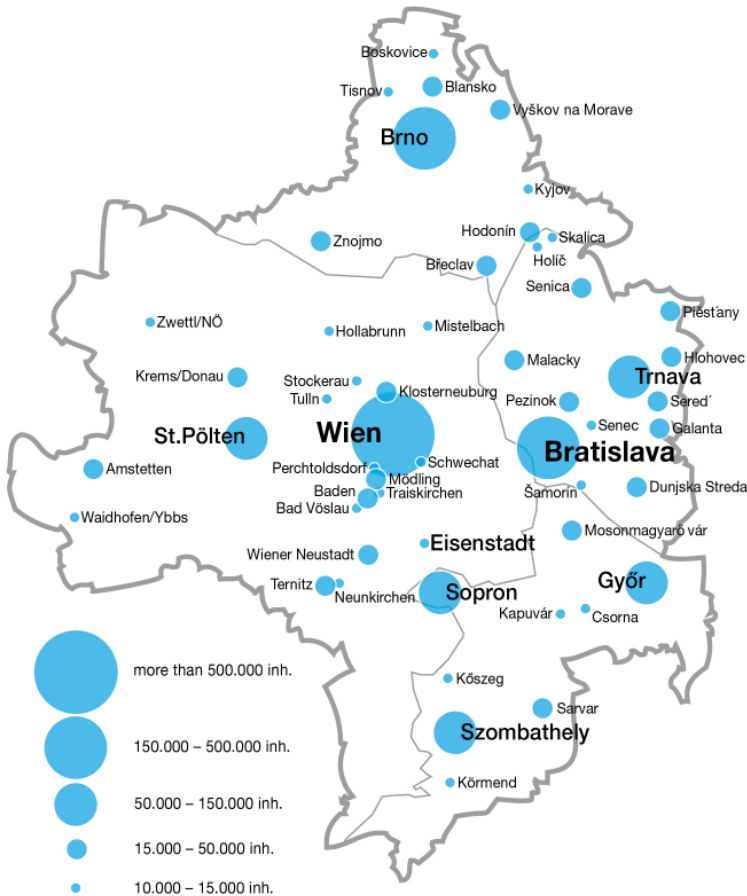 Boskovice
Tisnov
Blansko
Vyškov na Morave
Brno
Kyjov
Hodonín
Skalica
Znojmo
Holíč
Břeclav
Senica
Piest́any
Zwettl/NÖ
Hollabrunn
Mistelbach
Malacky
Hlohovec
Krems/Donau
Stockerau
Klosterneuburg
Trnava
Tulln
Pezinok
Sered´
St.Pölten
Wien
Senec
Galanta
Bratislava
Amstetten
Perchtoldsdorf
Schwechat
Mödling
Šamorín
Dunjska Streda
Baden
Traiskirchen
Bad Vöslau
Waidhofen/Ybbs
Mosonmagyaró vár
Eisenstadt
Wiener Neustadt
Ternitz
Neunkirchen
Sopron
Győr
Kapuvár
Csorna
more than 500.000 inh.
Kőszeg
Sarvar
Szombathely
150.000 – 500.000 inh.
Körmend
50.000 – 150.000 inh.
15.000 – 50.000 inh.
10.000 – 15.000 inh.